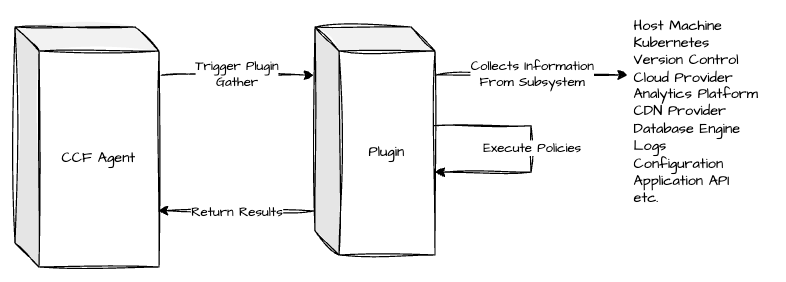 CCF Agent
Trigger Plugin
Gather
Return Results
Plugin
Collects Information
From Subsystem
Execute Policies
Host Machine
Kubernetes
Version Control
Cloud Provider
Analytics Platform
CDN Provider
Database Engine
Logs
Configuration
Application API
etc.